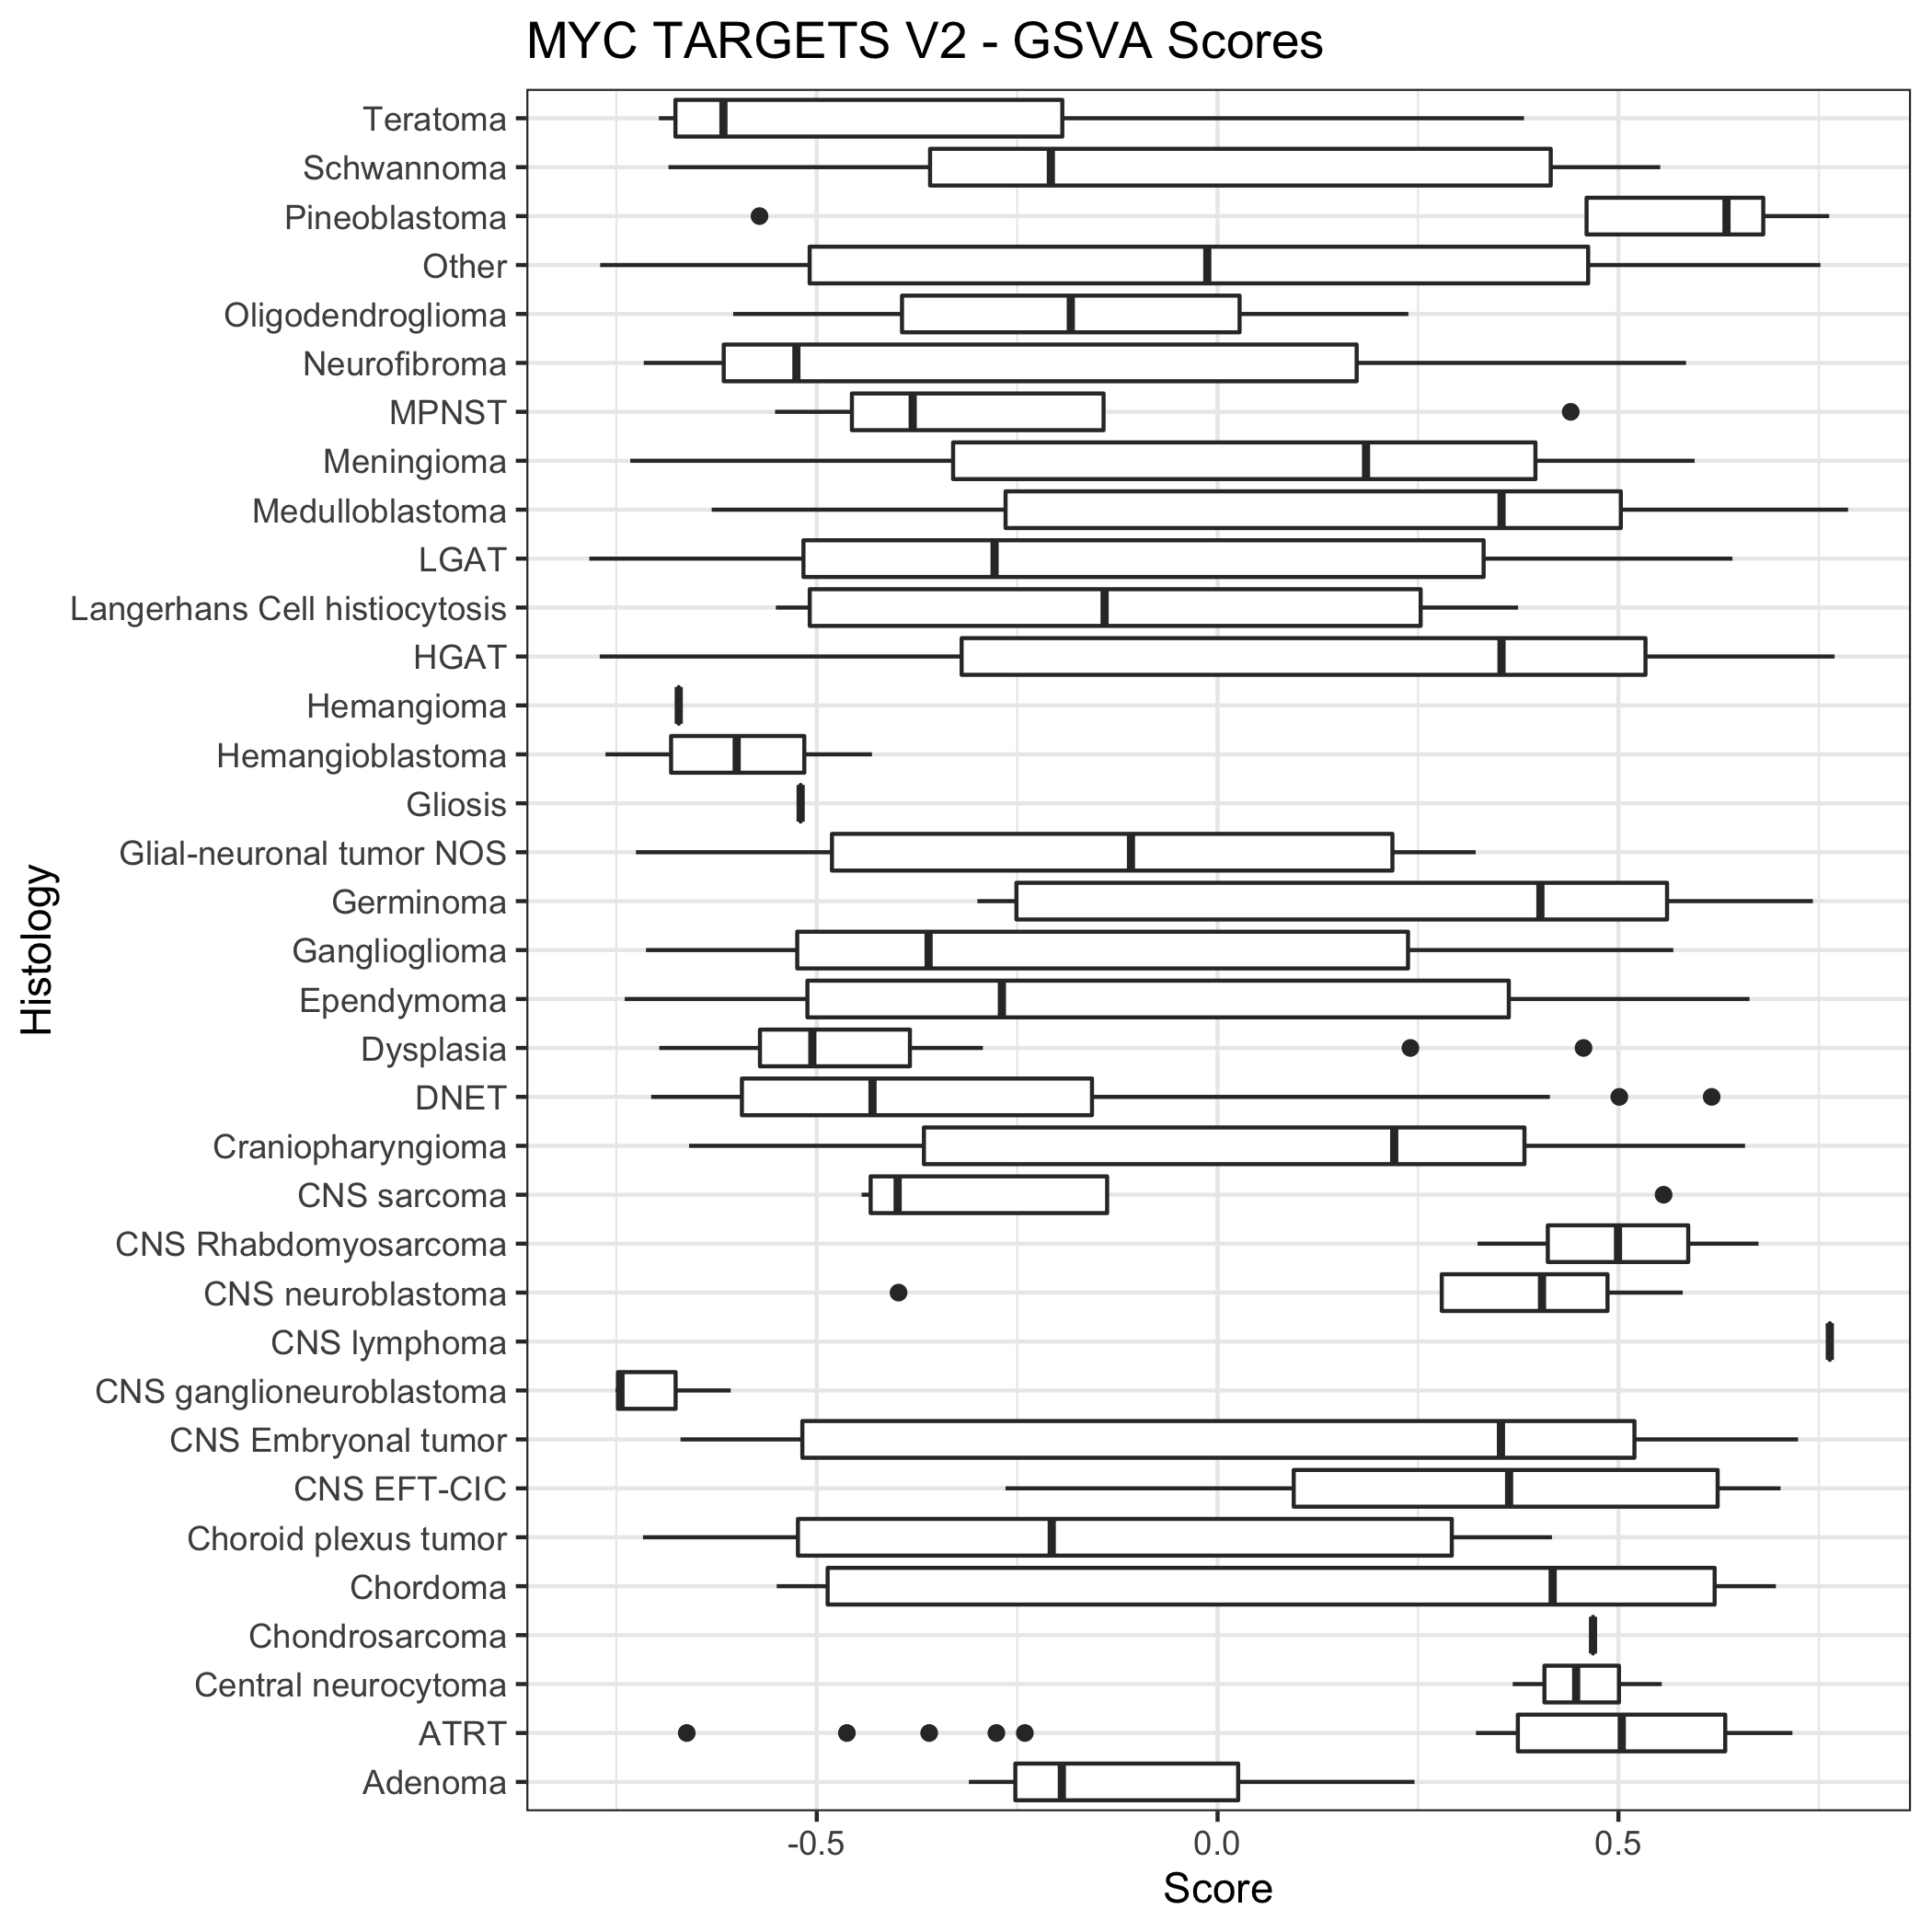 MYC TARGETS V2 - GSVA Scores
Teratoma
Schwannoma
Pineoblastoma
Other
Oligodendroglioma
Neurofibroma
MPNST
Meningioma
Medulloblastoma
LGAT
Langerhans Cell histiocytosis
HGAT
Hemangioma
Hemangioblastoma
Gliosis
Glial-neuronal tumor NOS
Germinoma
Ganglioglioma
Ependymoma
Dysplasia
DNET
Craniopharyngioma
CNS sarcoma
CNS Rhabdomyosarcoma
CNS neuroblastoma
CNS lymphoma
CNS ganglioneuroblastoma
CNS Embryonal tumor
CNS EFT-CIC
Choroid plexus tumor
Chordoma
Chondrosarcoma
Central neurocytoma
ATRT
Adenoma
Histology
-0.5 0.0 0.5
Score